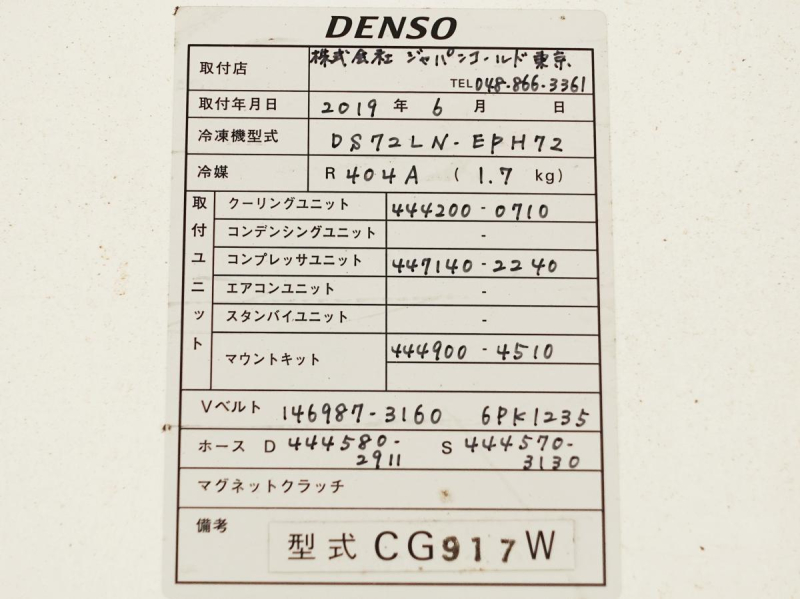 DENSO
取付店 株式会社 ジャパンコールド東京.
TEL 048-866-3361
取付年月日 2019 年 6 月 日
冷凍機型式 DS72LN-EPH72
冷媒 R 404A ( 1.7 kg)
取付ユニット
クーリングユニット 444200-0710
コンデンシングユニット -
コンプレッサユニット 447140-2240
エアコンユニット -
スタンバイユニット -
マウントキット 444900-4510
Vベルト 146987-3160 6PK1235
ホース D 444580- S 444570-
2911 3130
マグネットクラッチ
備考
型式 CG917W